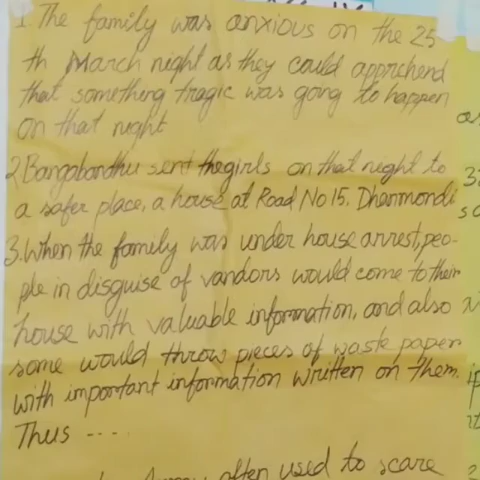 1. The family was anxious on the 25
th March night as they could apprehend
that something tragic was going to happen
on that night
2. Bangabandhu sent the girls on that night to
a safer place, a house at Road No 15, Dhanmondi
3. When the family was under house arrest, peo-
ple in disguise of vandors would come to their
house with valuable information, and also
some would throw pieces of waste paper
with important information written on them.
Thus ----
often used to scare